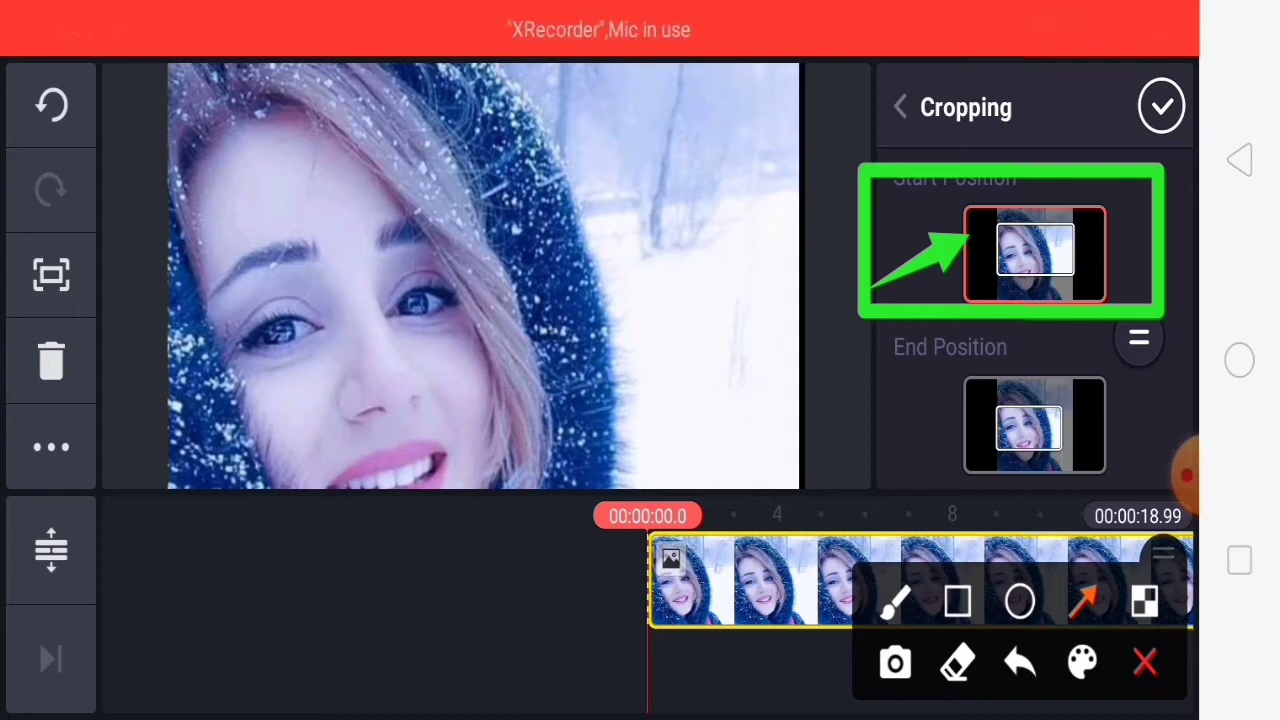 "XRecorder",Mic in use
Cropping
Start Position
End Position
00:00:00.0
4
8
00:00:18.99